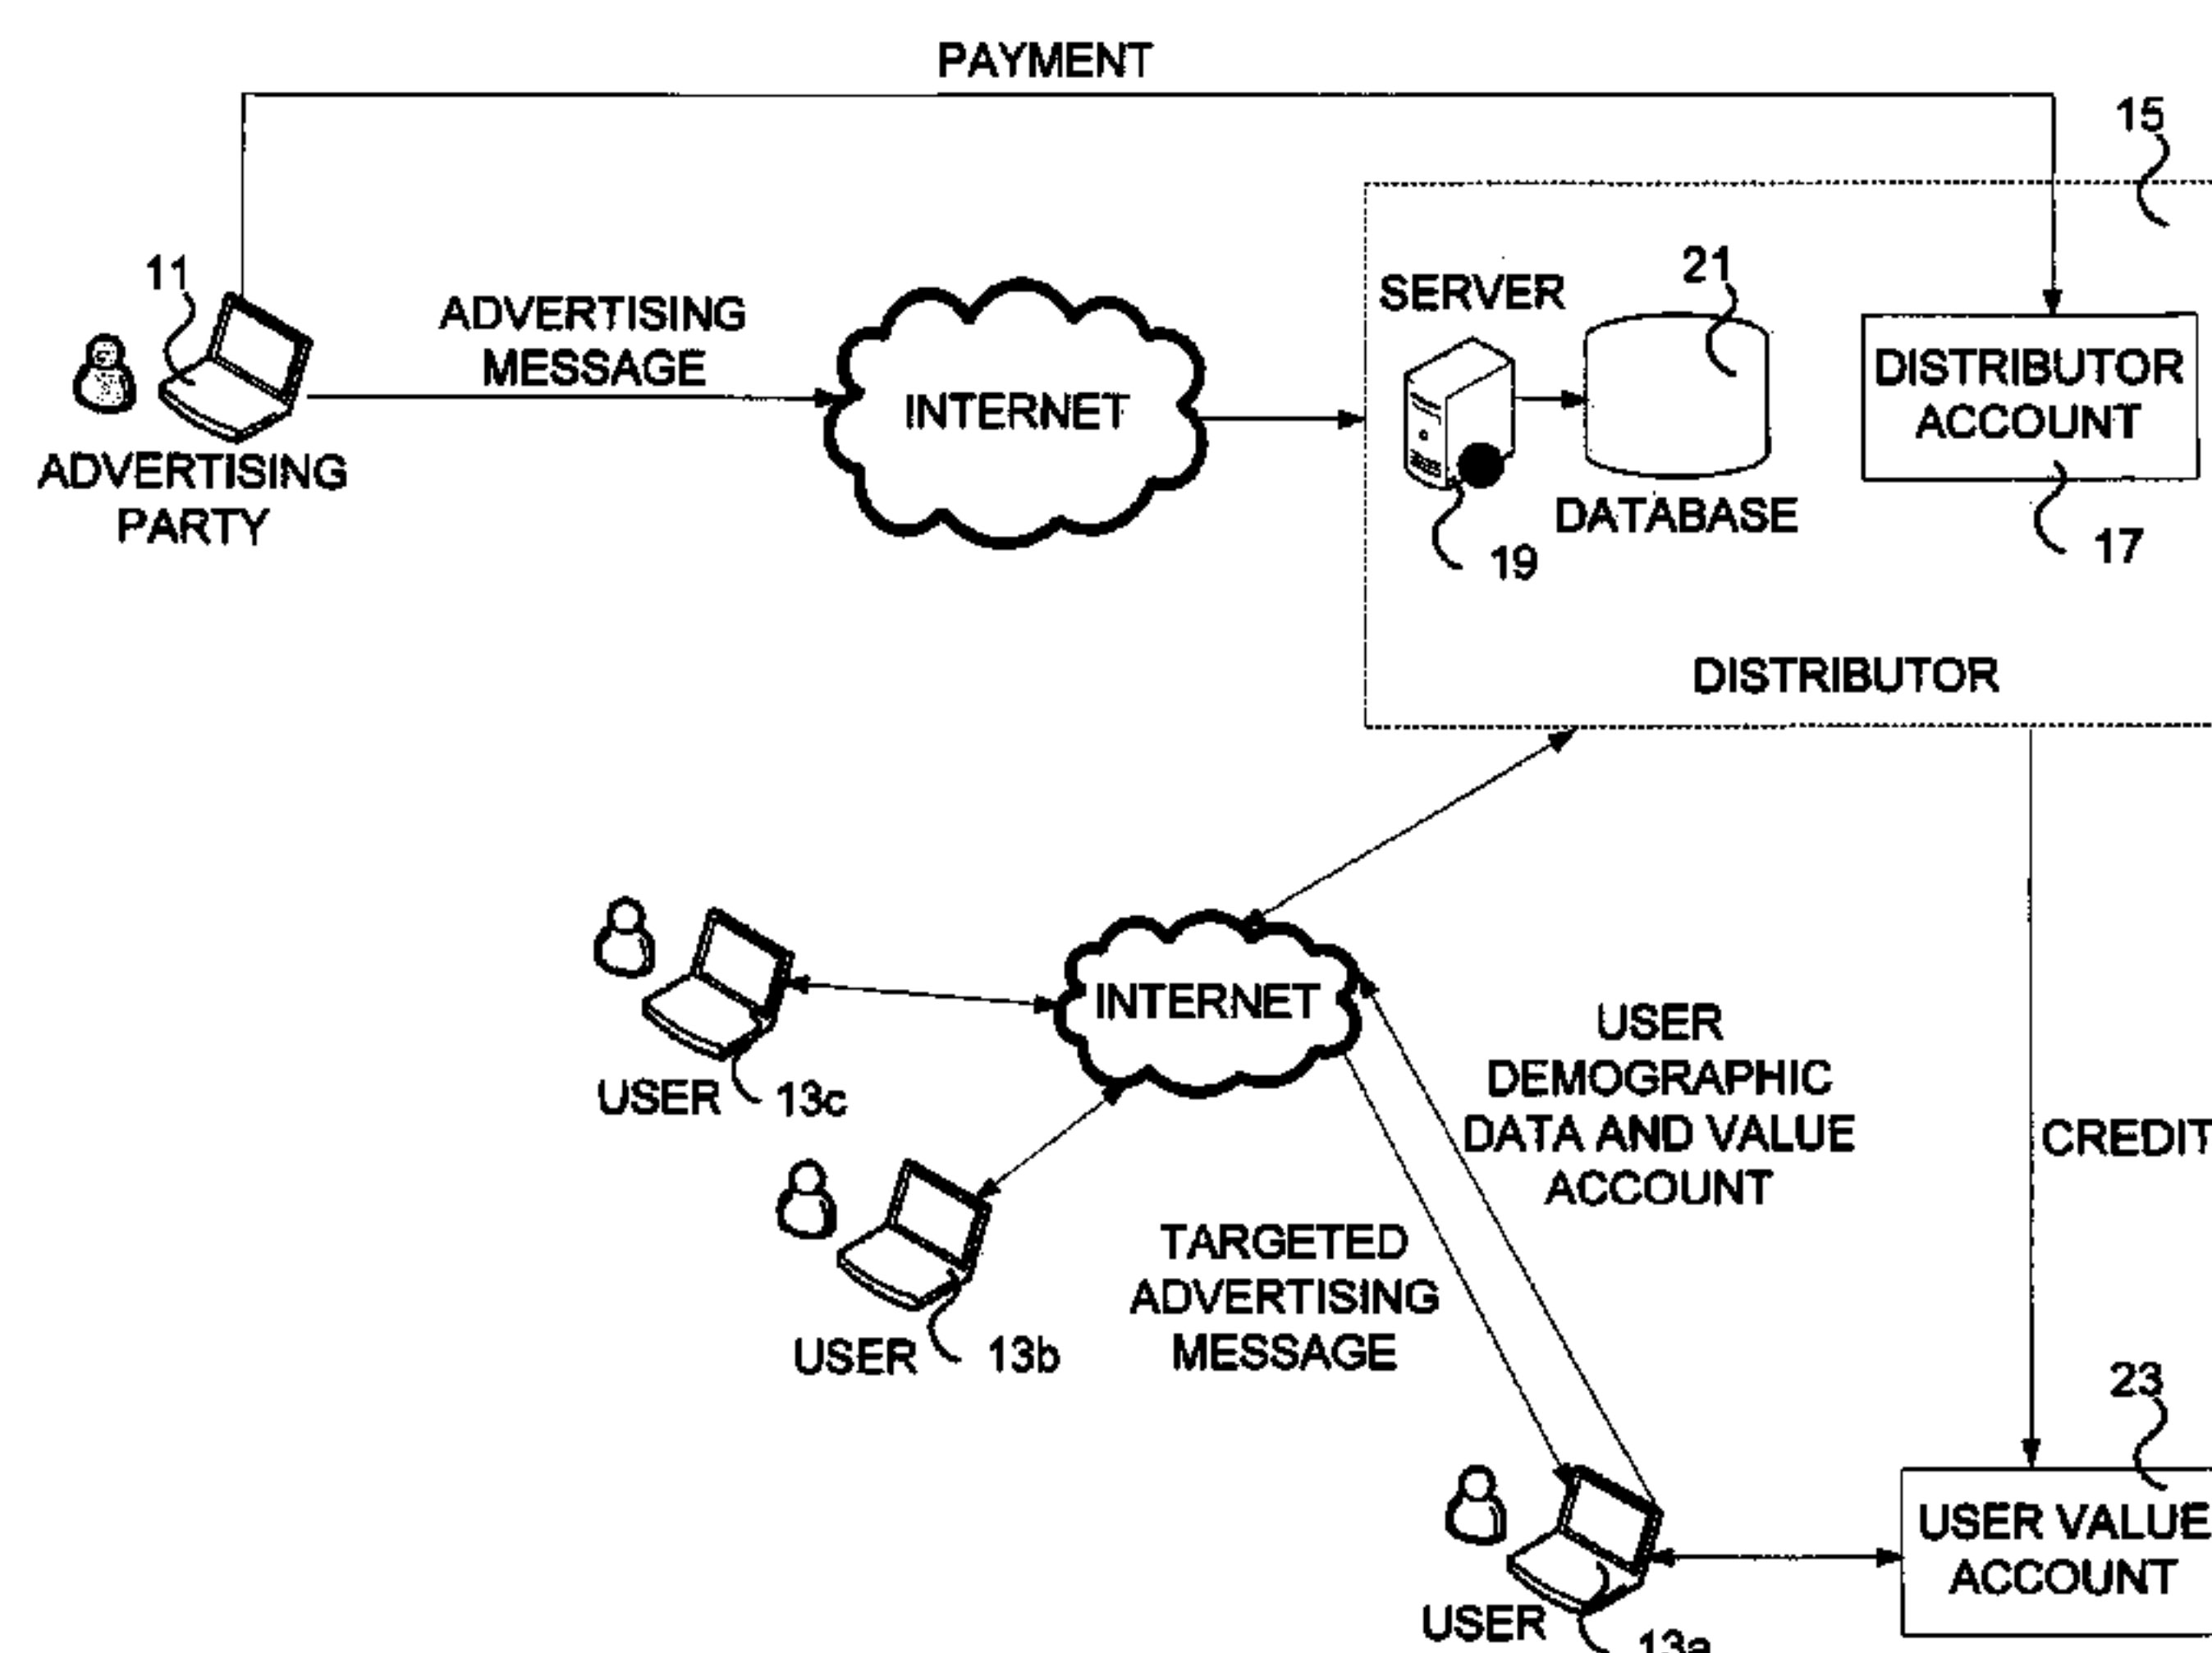 PAYMENT
15
11
ADVERTISING
MESSAGE
SERVER
21
INTERNET
DISTRIBUTOR
ACCOUNT
ADVERTISING
PARTY
DATABASE
19
17
DISTRIBUTOR
INTERNET
USER
DEMOGRAPHIC
DATA AND VALUE
ACCOUNT
USER 13c
CREDIT
TARGETED
ADVERTISING
MESSAGE
USER 13b
23
USER VALUE
ACCOUNT
USER 13a